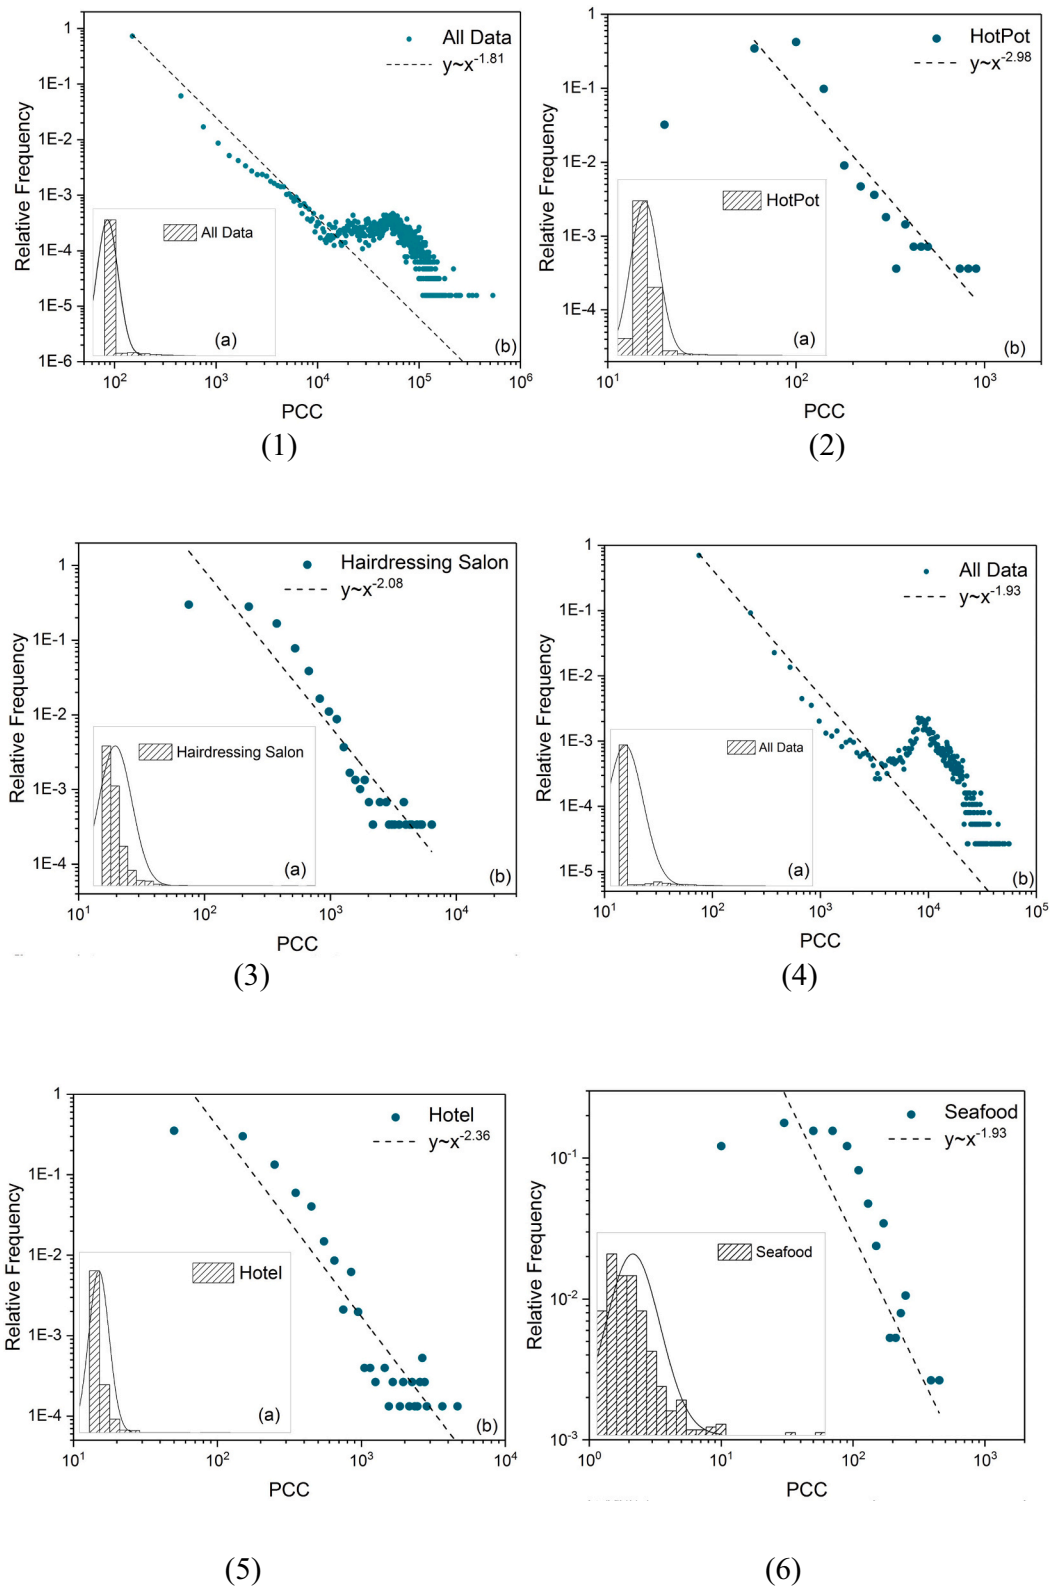 All Data
y~x^-1.81
1
1E-1
1E-2
1E-3
1E-4
1E-5
1E-6
Relative Frequency
All Data
(a)
(b)
10^2
10^3
10^4
10^5
10^6
PCC
(1)
HotPot
y~x^-2.98
1E+0
1E-1
1E-2
1E-3
1E-4
Relative Frequency
HotPot
(a)
(b)
10^1
10^2
10^3
PCC
(2)
Hairdressing Salon
y~x^-2.08
1
1E-1
1E-2
1E-3
1E-4
Relative Frequency
Hairdressing Salon
(a)
(b)
10^1
10^2
10^3
10^4
PCC
(3)
All Data
y~x^-1.93
1
1E-1
1E-2
1E-3
1E-4
1E-5
Relative Frequency
All Data
(a)
(b)
10^1
10^2
10^3
10^4
10^5
PCC
(4)
Hotel
y~x^-2.36
1
1E-1
1E-2
1E-3
1E-4
Relative Frequency
Hotel
(a)
(b)
10^1
10^2
10^3
10^4
PCC
(5)
Seafood
y~x^-1.93
10^-1
10^-2
10^-3
Relative Frequency
Seafood
10^0
10^1
10^2
10^3
PCC
(6)